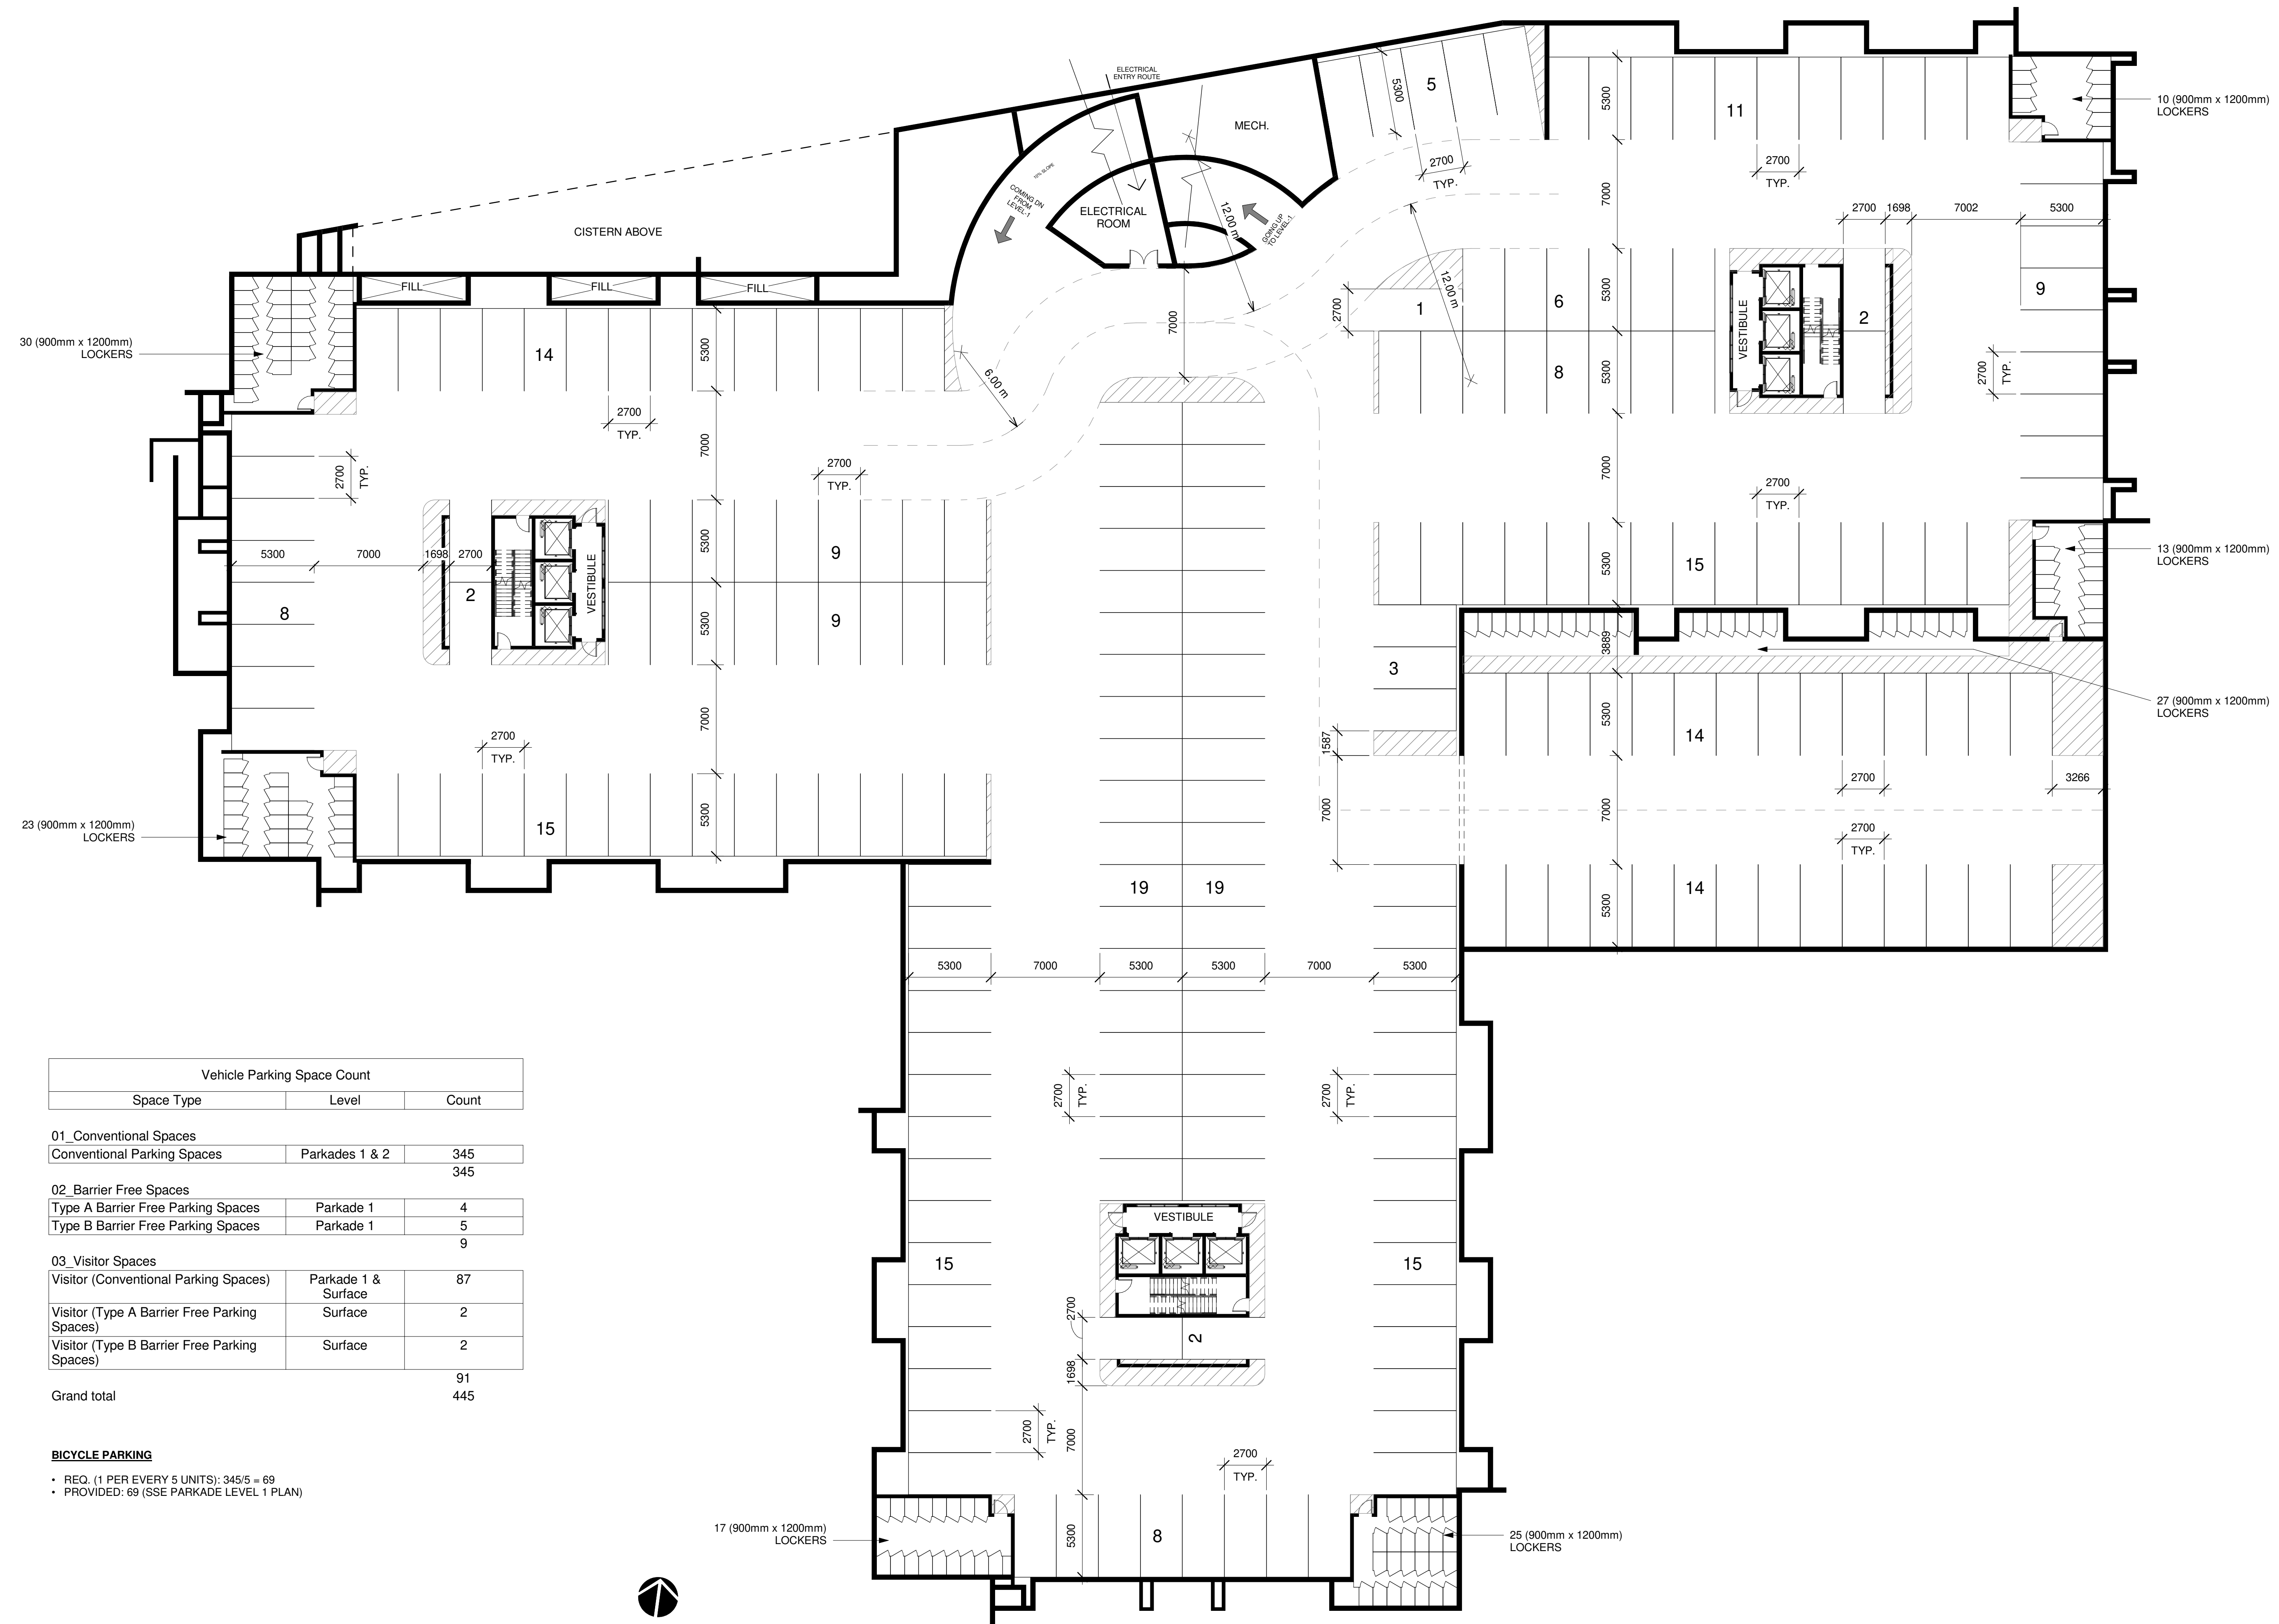 ELECTRICAL
ENTRY ROUTE
MECH.
5300
5
2700
TYP.
5300
11
2700
TYP.
10 (900mm x 1200mm)
LOCKERS
10% SLOPE
COMING DN
FROM
LEVEL-1
ELECTRICAL
ROOM
12.00 m
GOING UP
TO LEVEL-1
7000
2700
1698
7002
5300
CISTERN ABOVE
FILL
FILL
FILL
30 (900mm x 1200mm)
LOCKERS
14
5300
6.00 m
7000
12.00 m
2700
1
6
5300
VESTIBULE
2
9
8
5300
2700
TYP.
2700
TYP.
7000
2700
TYP.
2700
TYP.
7000
2700
TYP.
5300
7000
1698
2700
2
VESTIBULE
5300
9
8
5300
9
5300
15
13 (900mm x 1200mm)
LOCKERS
3889
3
27 (900mm x 1200mm)
LOCKERS
7000
2700
TYP.
1587
5300
14
2700
3266
7000
2700
TYP.
7000
5300
15
23 (900mm x 1200mm)
LOCKERS
19
19
5300
14
5300
7000
5300
5300
7000
5300
2700
TYP.
2700
TYP.
VESTIBULE
15
15
2700
2
1698
2700
TYP.
7000
2700
TYP.
5300
8
17 (900mm x 1200mm)
LOCKERS
25 (900mm x 1200mm)
LOCKERS
Vehicle Parking Space Count
Space Type Level Count
01_Conventional Spaces
Conventional Parking Spaces Parkades 1 & 2 345
345
02_Barrier Free Spaces
Type A Barrier Free Parking Spaces Parkade 1 4
Type B Barrier Free Parking Spaces Parkade 1 5
9
03_Visitor Spaces
Visitor (Conventional Parking Spaces) Parkade 1 & 87
Surface
Visitor (Type A Barrier Free Parking Surface 2
Spaces)
Visitor (Type B Barrier Free Parking Surface 2
Spaces)
91
Grand total 445
BICYCLE PARKING
• REQ. (1 PER EVERY 5 UNITS): 345/5 = 69
• PROVIDED: 69 (SSE PARKADE LEVEL 1 PLAN)